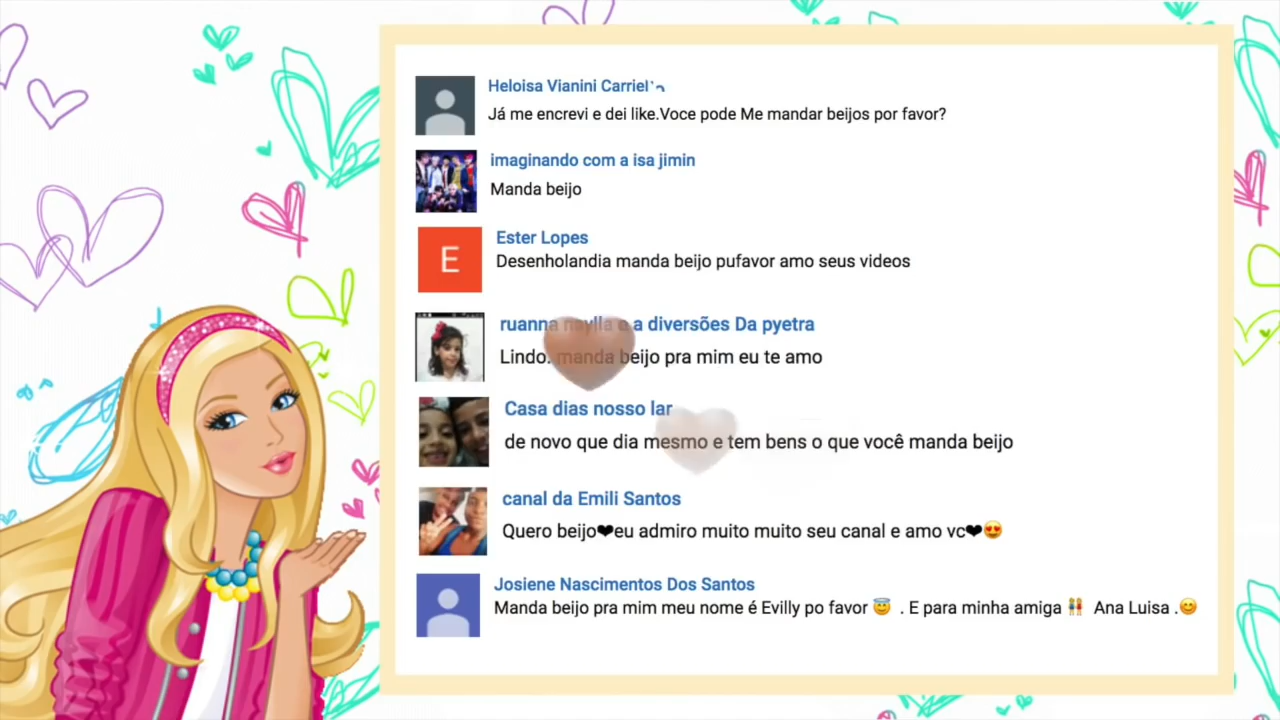 Heloisa Vianini Carriel
Já me encrevi e dei like.Voce pode Me mandar beijos por favor?
imaginando com a isa jimin
Manda beijo
E
Ester Lopes
Desenholandia manda beijo pufavor amo seus videos
ruanna naylla e a diversões Da pyetra
Lindo. manda beijo pra mim eu te amo
Casa dias nosso lar
de novo que dia mesmo e tem bens o que você manda beijo
canal da Emili Santos
Quero beijo❤eu admiro muito muito seu canal e amo vc❤😍
Josiene Nascimentos Dos Santos
Manda beijo pra mim meu nome é Evilly po favor 😇 . E para minha amiga 👭 Ana Luisa .😊